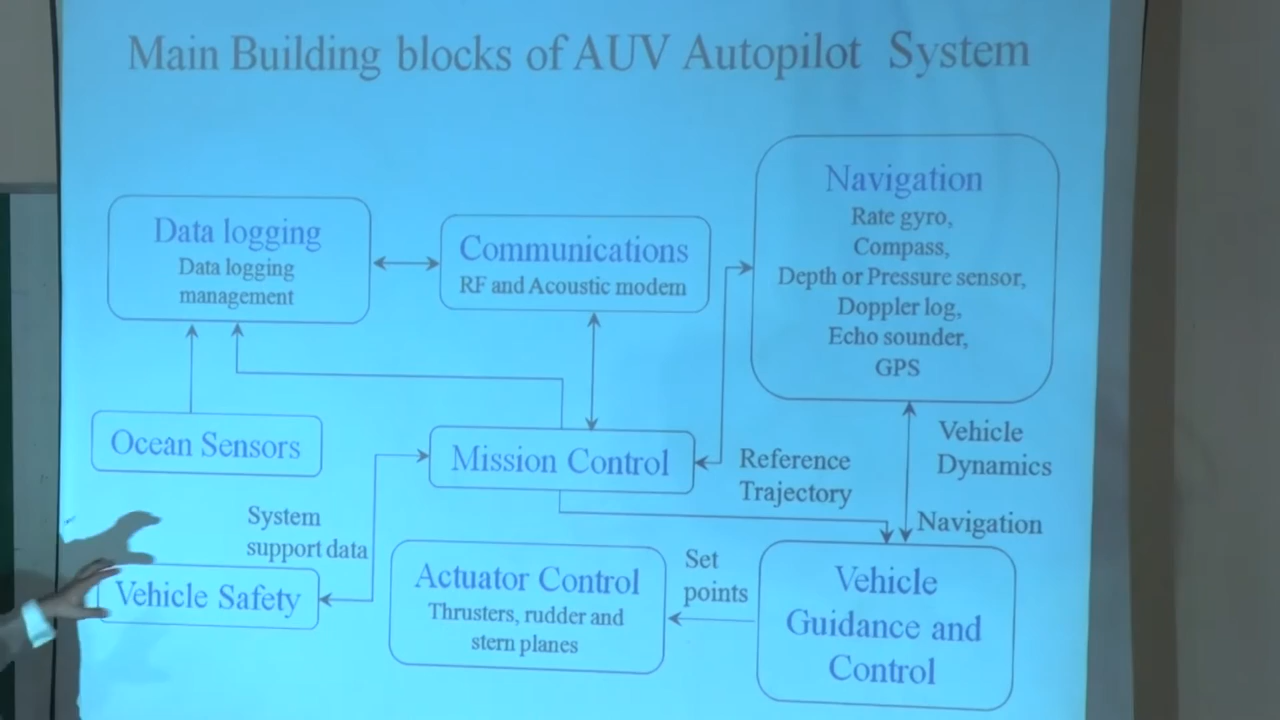 Main Building blocks of AUV Autopilot System
Data logging
Data logging
management
Communications
RF and Acoustic modem
Navigation
Rate gyro,
Compass,
Depth or Pressure sensor,
Doppler log,
Echo sounder,
GPS
Ocean Sensors
Mission Control
Reference
Trajectory
Vehicle
Dynamics
Navigation
System
support data
Vehicle Safety
Actuator Control
Thrusters, rudder and
stern planes
Set
points
Vehicle
Guidance and
Control